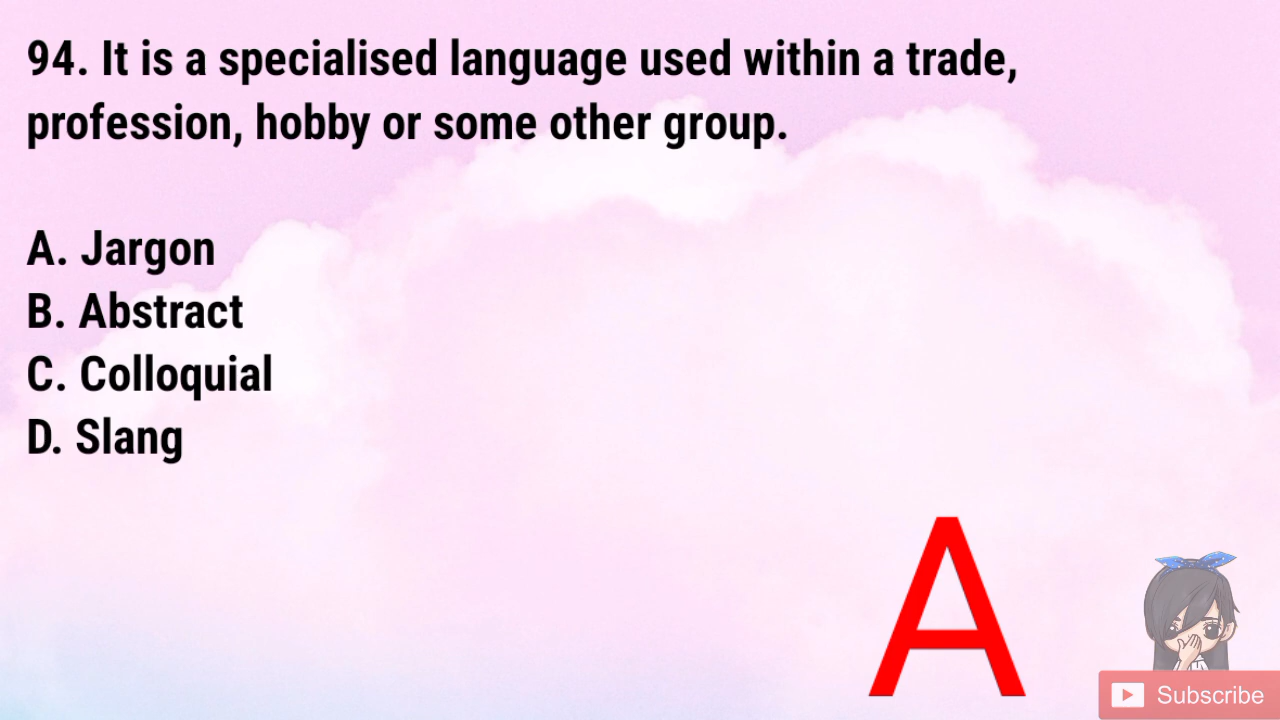 94. It is a specialised language used within a trade,
profession, hobby or some other group.
A. Jargon
B. Abstract
C. Colloquial
D. Slang
A
Subscribe